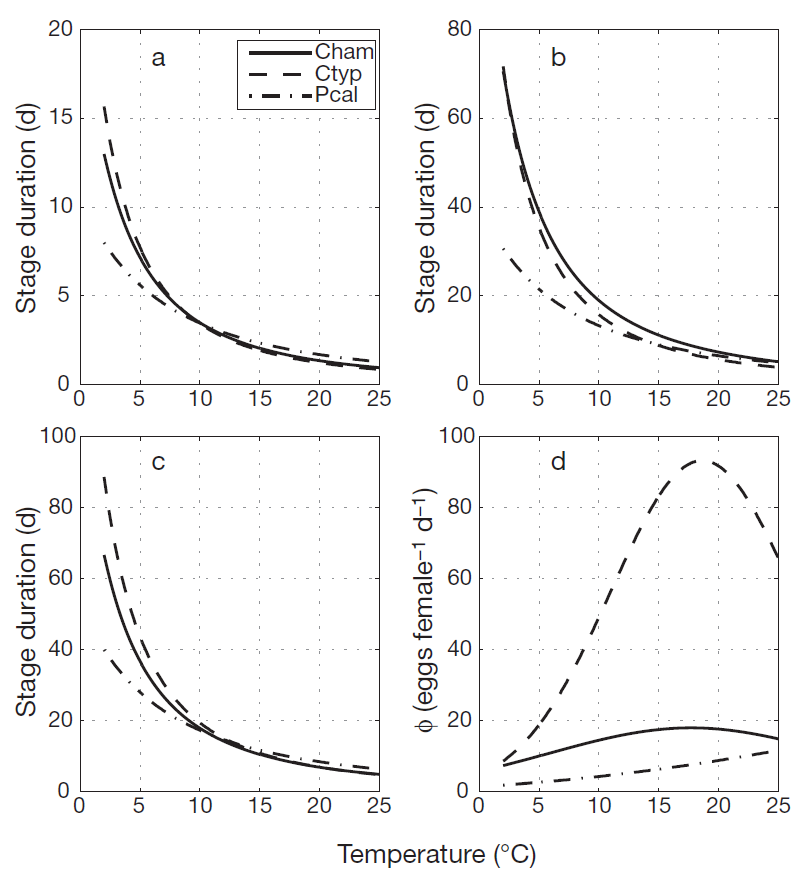 a
Cham
Ctyp
Pcal
20
15
10
5
0
Stage duration (d)
0 5 10 15 20 25
b
80
60
40
20
0
Stage duration (d)
0 5 10 15 20 25
c
100
80
60
40
20
0
Stage duration (d)
0 5 10 15 20 25
d
100
80
60
40
20
0
ϕ (eggs female⁻¹ d⁻¹)
0 5 10 15 20 25
Temperature (°C)